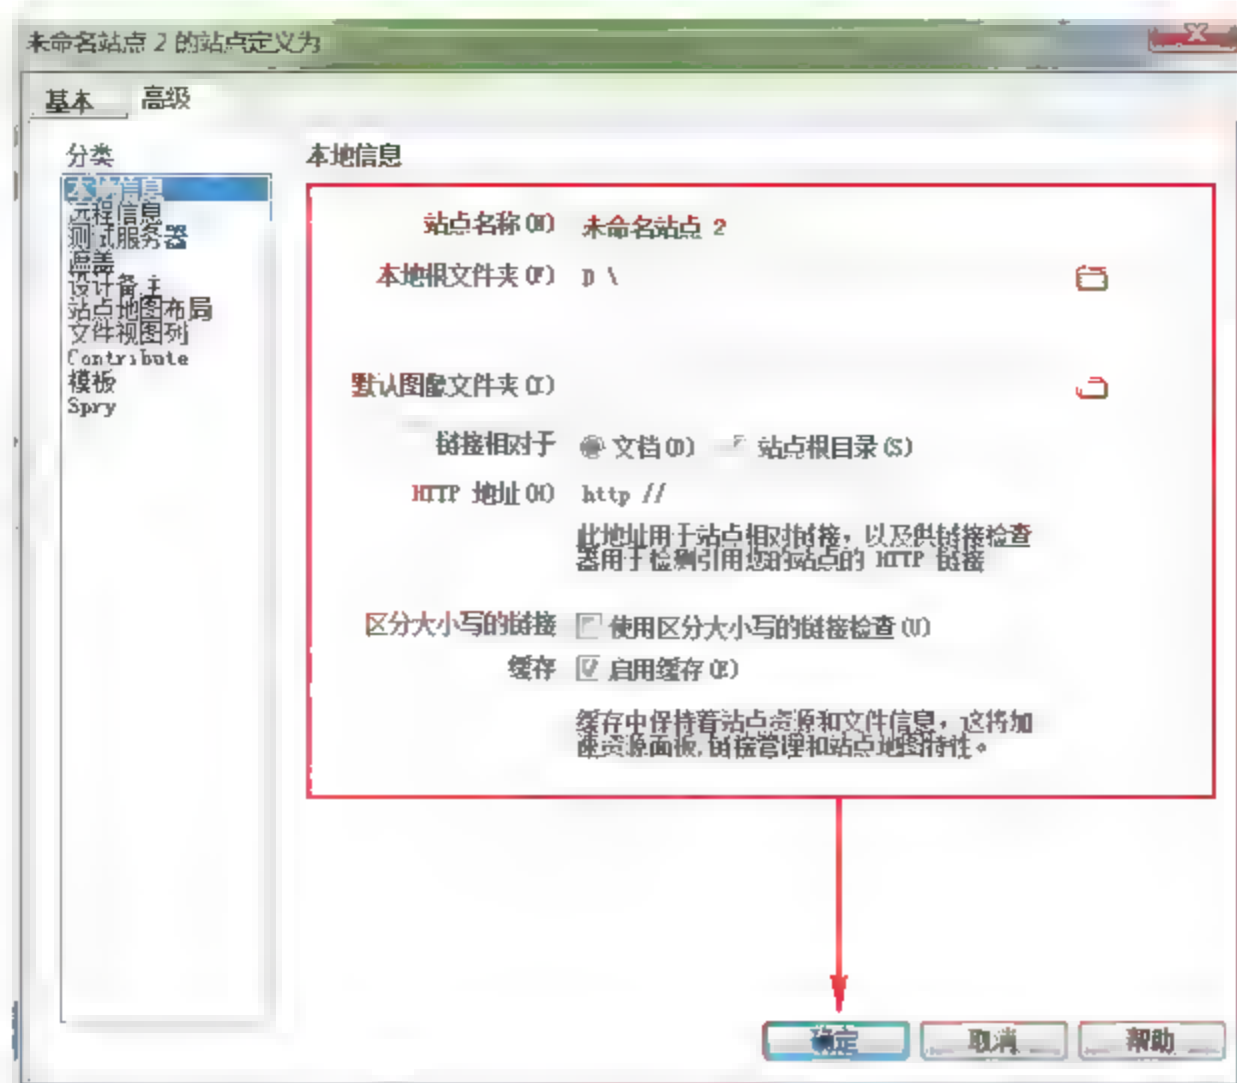 未命名站点 2 的站点定义为
基本 高级
分类
本地信息
远程信息
测试服务器
遮盖
设计备注
站点地图布局
文件视图列
Contribute
模板
Spry
本地信息
站点名称(N) 未命名站点 2
本地根文件夹(F) D \
默认图像文件夹(I)
链接相对于 文档(D) 站点根目录(S)
HTTP 地址(H) http //
此地址用于站点相对链接，以及供链接检查
器用于检测引用您的站点的 HTTP 链接
区分大小写的链接 使用区分大小写的链接检查(U)
缓存 启用缓存(E)
缓存中保持着站点资源和文件信息，这将加
速资源面板,链接管理和站点地图特性。
确定 取消 帮助